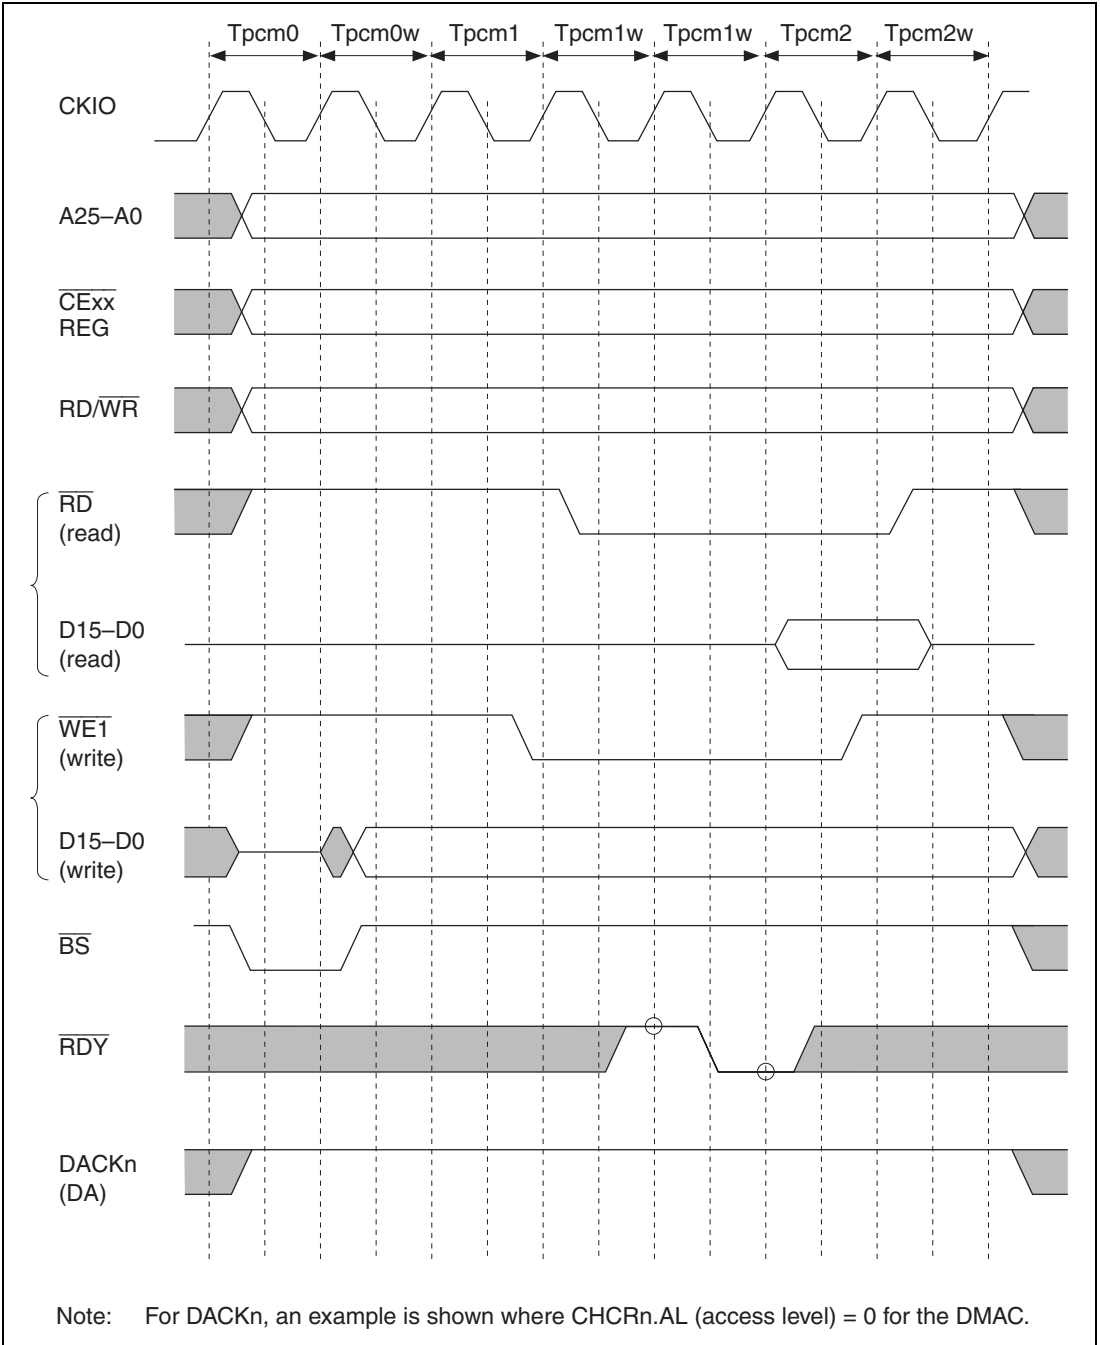 Tpcm0 Tpcm0w Tpcm1 Tpcm1w Tpcm1w Tpcm2 Tpcm2w
CKIO
A25–A0
CExx
REG
RD/WR
RD
(read)
D15–D0
(read)
WE1
(write)
D15–D0
(write)
BS
RDY
DACKn
(DA)
Note: For DACKn, an example is shown where CHCRn.AL (access level) = 0 for the DMAC.